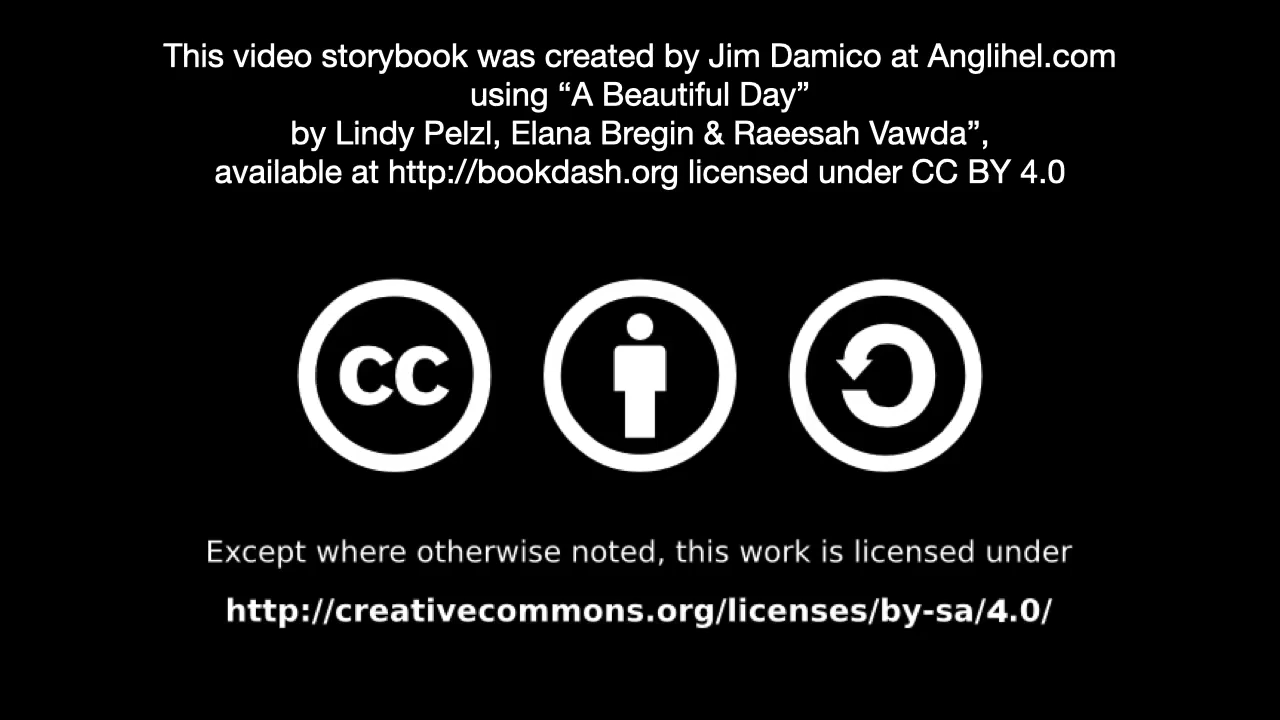 This video storybook was created by Jim Damico at Anglihel.com
using “A Beautiful Day”
by Lindy Pelzl, Elana Bregin & Raeesah Vawda”,
available at http://bookdash.org licensed under CC BY 4.0
cc
Except where otherwise noted, this work is licensed under
http://creativecommons.org/licenses/by-sa/4.0/